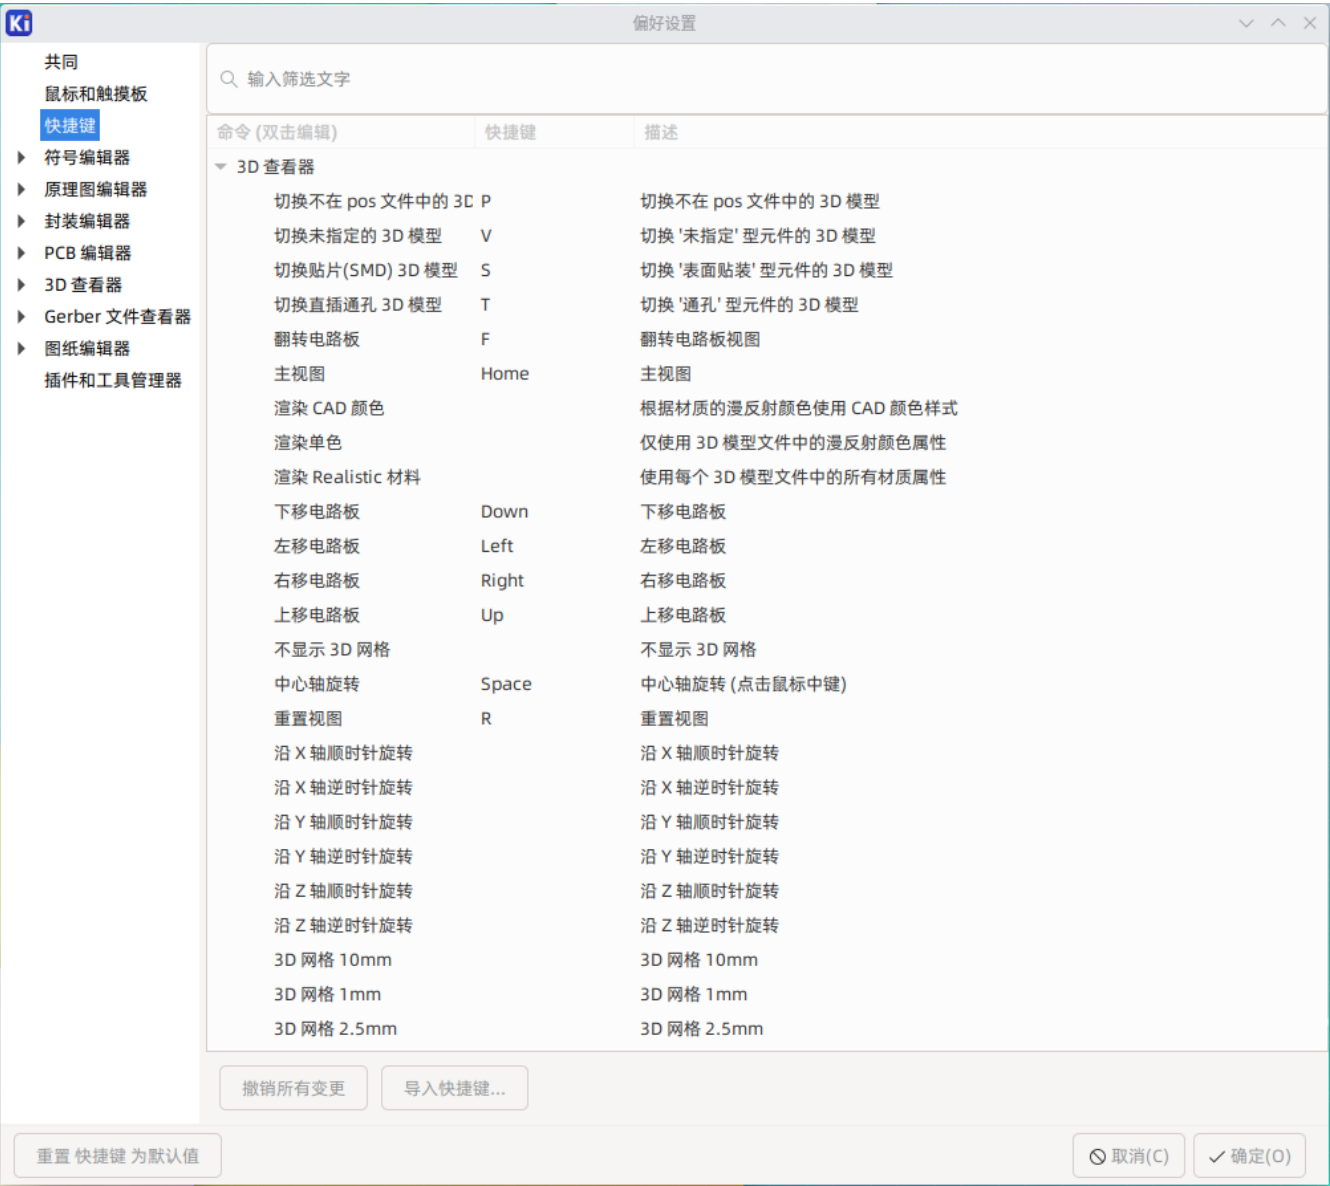 Ki
偏好设置
共同
鼠标和触摸板
快捷键
符号编辑器
原理图编辑器
封装编辑器
PCB 编辑器
3D 查看器
Gerber 文件查看器
图纸编辑器
插件和工具管理器
输入筛选文字
命令 (双击编辑) 快捷键 描述
3D 查看器
切换不在 pos 文件中的 3D P 切换不在 pos 文件中的 3D 模型
切换未指定的 3D 模型 V 切换 '未指定' 型元件的 3D 模型
切换贴片(SMD) 3D 模型 S 切换 '表面贴装' 型元件的 3D 模型
切换直插通孔 3D 模型 T 切换 '通孔' 型元件的 3D 模型
翻转电路板 F 翻转电路板视图
主视图 Home 主视图
渲染 CAD 颜色 根据材质的漫反射颜色使用 CAD 颜色样式
渲染单色 仅使用 3D 模型文件中的漫反射颜色属性
渲染 Realistic 材料 使用每个 3D 模型文件中的所有材质属性
下移电路板 Down 下移电路板
左移电路板 Left 左移电路板
右移电路板 Right 右移电路板
上移电路板 Up 上移电路板
不显示 3D 网格 不显示 3D 网格
中心轴旋转 Space 中心轴旋转 (点击鼠标中键)
重置视图 R 重置视图
沿 X 轴顺时针旋转 沿 X 轴顺时针旋转
沿 X 轴逆时针旋转 沿 X 轴逆时针旋转
沿 Y 轴顺时针旋转 沿 Y 轴顺时针旋转
沿 Y 轴逆时针旋转 沿 Y 轴逆时针旋转
沿 Z 轴顺时针旋转 沿 Z 轴顺时针旋转
沿 Z 轴逆时针旋转 沿 Z 轴逆时针旋转
3D 网格 10mm 3D 网格 10mm
3D 网格 1mm 3D 网格 1mm
3D 网格 2.5mm 3D 网格 2.5mm
撤销所有变更 导入快捷键...
重置 快捷键 为默认值 取消(C) 确定(O)